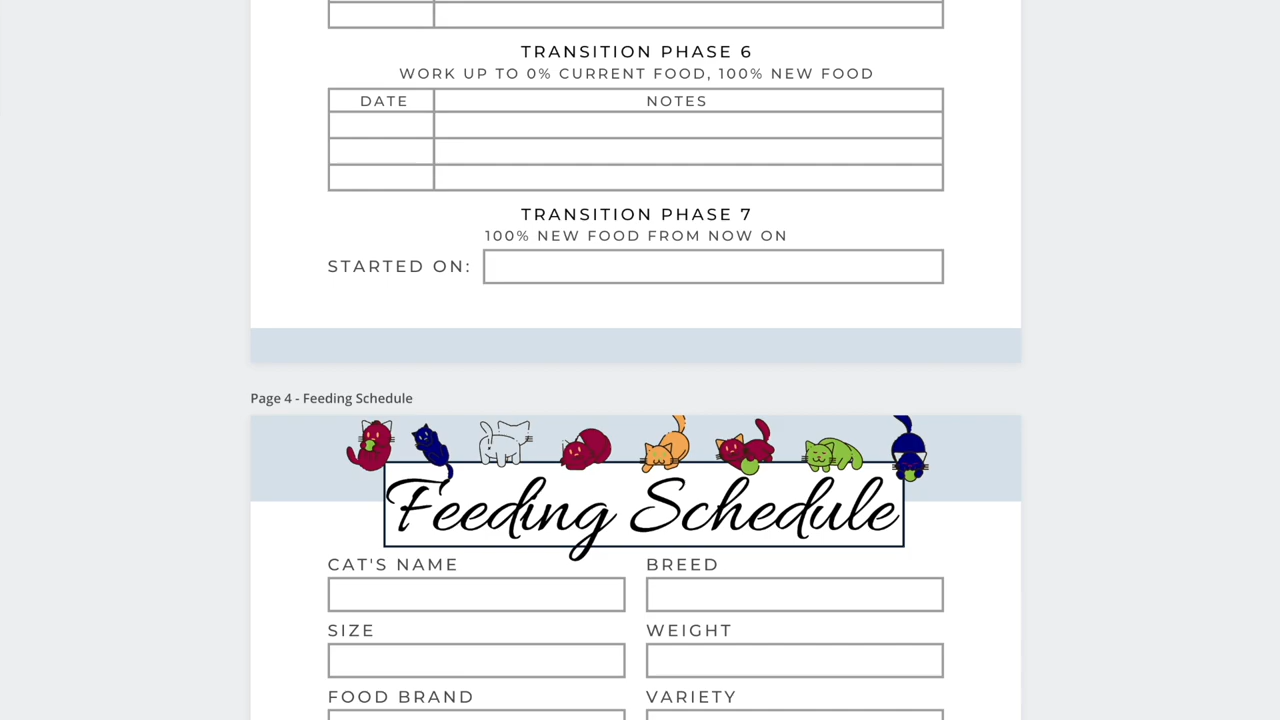 TRANSITION PHASE 6
WORK UP TO 0% CURRENT FOOD, 100% NEW FOOD
DATE NOTES
TRANSITION PHASE 7
100% NEW FOOD FROM NOW ON
STARTED ON:
Page 4 - Feeding Schedule
Feeding Schedule
CAT'S NAME BREED
SIZE WEIGHT
FOOD BRAND VARIETY